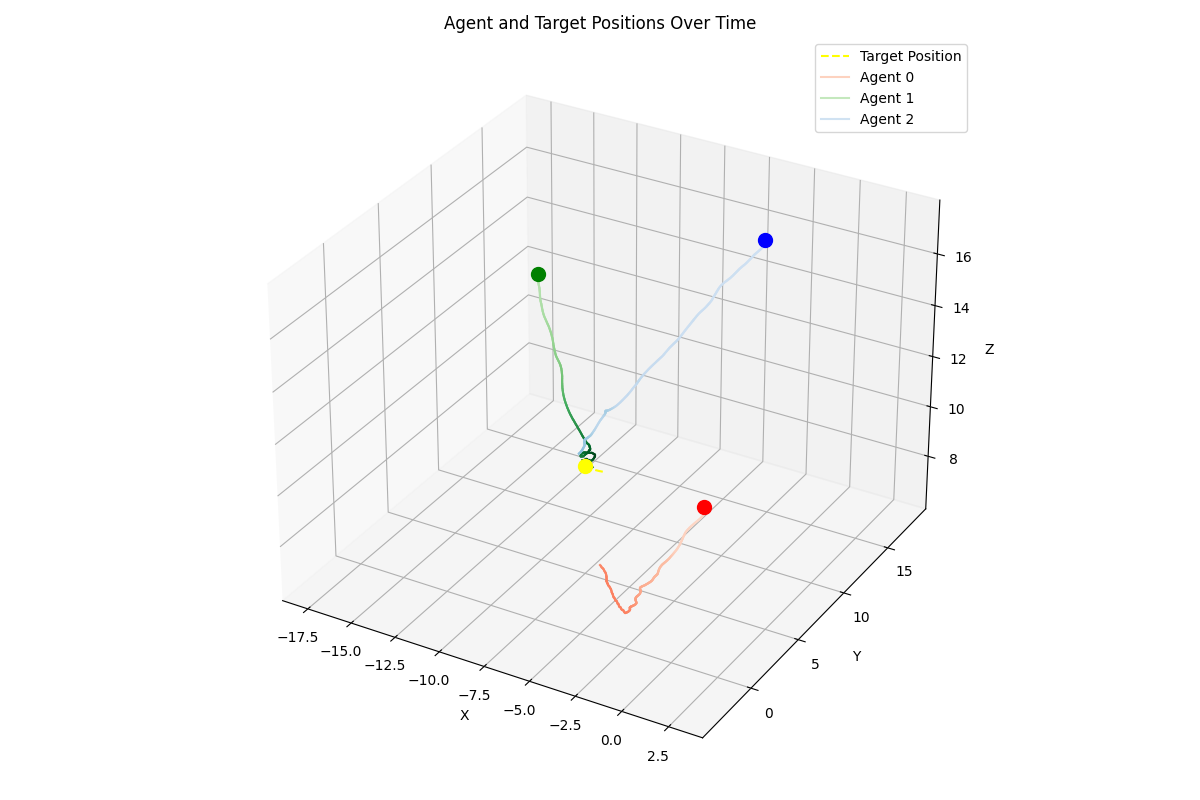 Agent and Target Positions Over Time
Target Position
Agent 0
Agent 1
Agent 2
16
14
12
10
8
Z
15
10
5
0
Y
−17.5
−15.0
−12.5
−10.0
−7.5
−5.0
−2.5
0.0
2.5
X